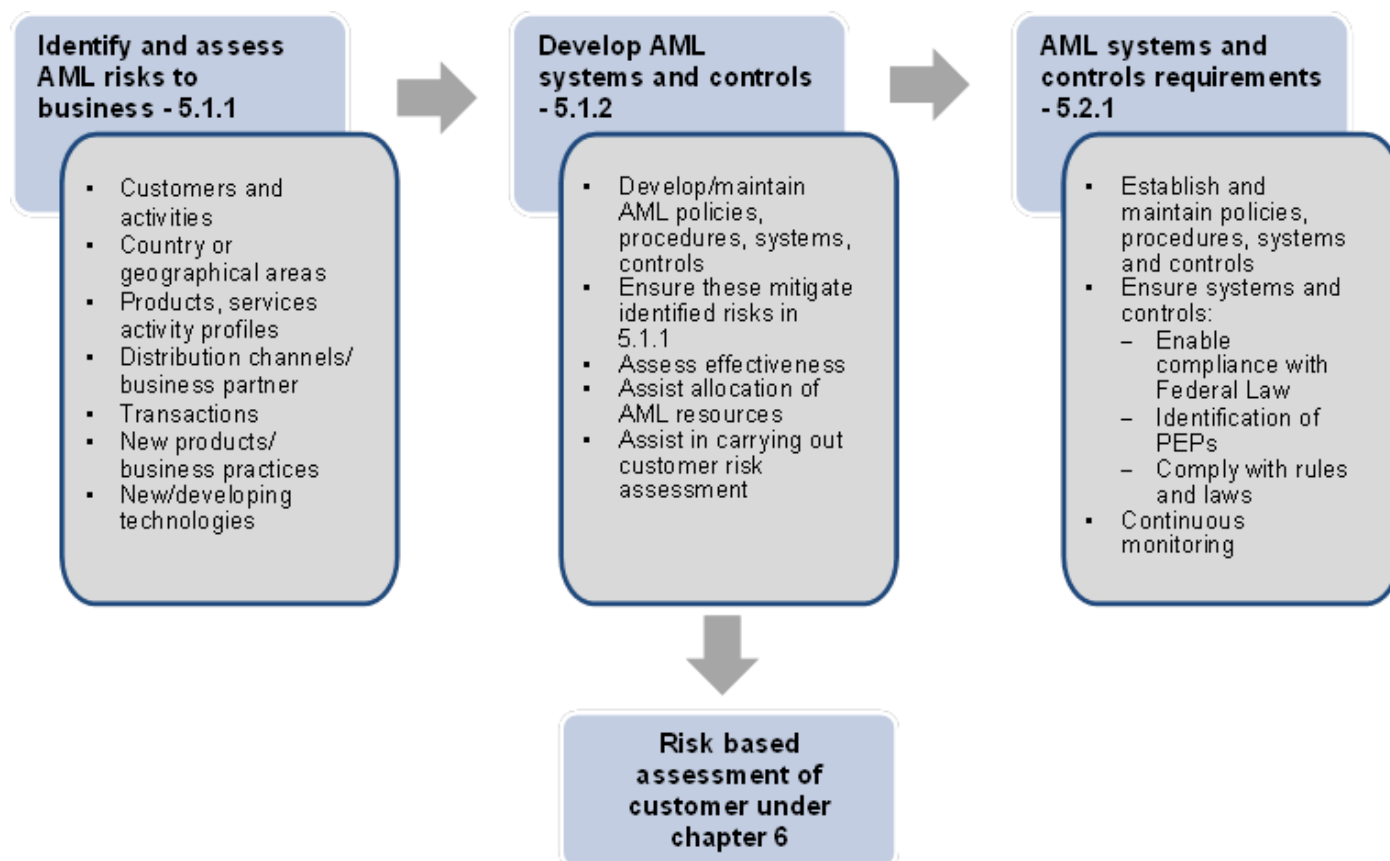 Identify and assess
AML risks to
business - 5.1.1
▪ Customers and
activities
▪ Country or
geographical areas
▪ Products, services
activity profiles
▪ Distribution channels/
business partner
▪ Transactions
▪ New products/
business practices
▪ New/developing
technologies
Develop AML
systems and controls
- 5.1.2
▪ Develop/maintain
AML policies,
procedures, systems,
controls
▪ Ensure these mitigate
identified risks in
5.1.1
▪ Assess effectiveness
▪ Assist allocation of
AML resources
▪ Assist in carrying out
customer risk
assessment
AML systems and
controls requirements
- 5.2.1
▪ Establish and
maintain policies,
procedures, systems
and controls
▪ Ensure systems and
controls:
– Enable
compliance with
Federal Law
– Identification of
PEPs
– Comply with rules
and laws
▪ Continuous
monitoring
Risk based
assessment of
customer under
chapter 6